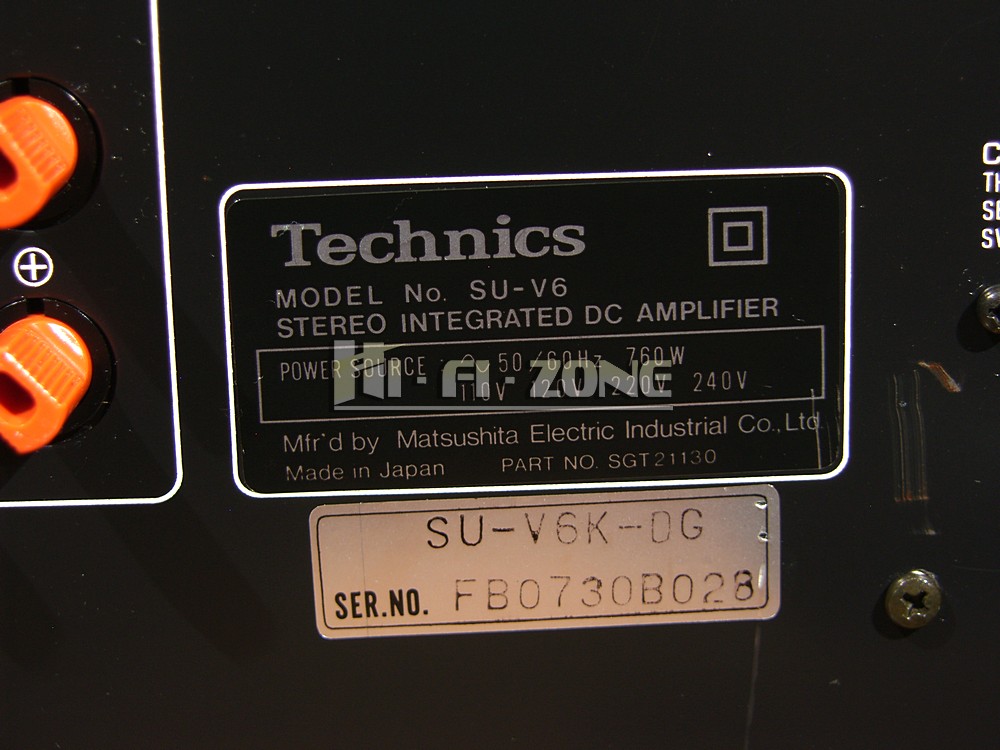 Technics
MODEL No. SU-V6
STEREO INTEGRATED DC AMPLIFIER
POWER SOURCE ∿ 50/60Hz 760W
110V 120V 220V 240V
Mfr'd by Matsushita Electric Industrial Co., Ltd.
Made in Japan PART NO. SGT21130
HI-FI-ZONE
SU-V6K-DG
SER.NO. FB0730B028